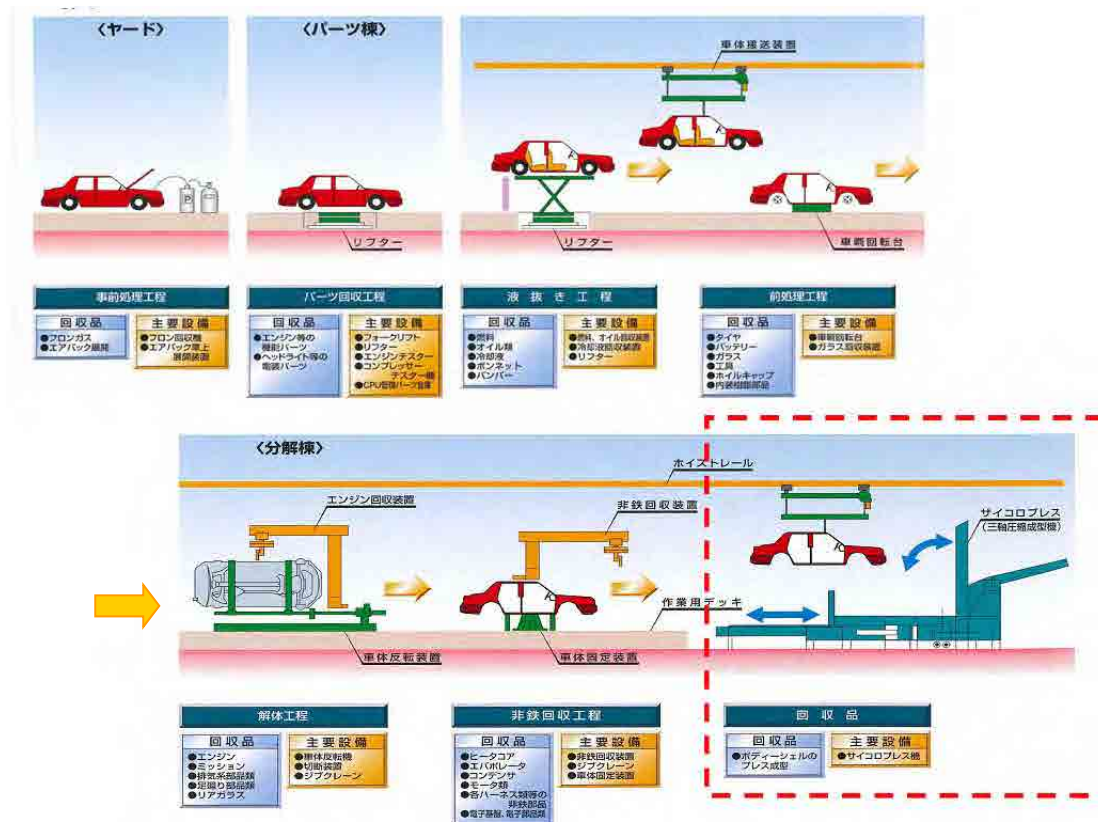 〈ヤード〉
〈パーツ棟〉
車体搬送装置
リフター
リフター
車輌回転台
事前処理工程
回収品
●フロンガス
●エアバック展開
主要設備
●フロン回収機
●エアバック車上
展開装置
パーツ回収工程
回収品
●エンジン等の
機能パーツ
●ヘッドライト等の
電装パーツ
主要設備
●フォークリフト
●リフター
●エンジンテスター
●コンプレッサー
テスター機
●CPU管理パーツ倉庫
液抜き工程
回収品
●燃料
●オイル類
●冷却液
●ボンネット
●バンパー
主要設備
●燃料、オイル回収装置
●冷却液回収装置
●リフター
前処理工程
回収品
●タイヤ
●バッテリー
●ガラス
●工具
●ホイルキャップ
●内装樹脂部品
主要設備
●車輌回転台
●ガラス回収装置
〈分解棟〉
ホイストレール
エンジン回収装置
非鉄回収装置
サイコロプレス
(三軸圧縮成型機)
作業用デッキ
車体反転装置
車体固定装置
解体工程
回収品
●エンジン
●ミッション
●排気系部品類
●足廻り部品類
●リアガラス
主要設備
●車体反転機
●切断装置
●ジブクレーン
非鉄回収工程
回収品
●ヒータコア
●エバポレータ
●コンデンサ
●モータ類
●各ハーネス類等の
非鉄部品
●電子基盤、電子部品類
主要設備
●非鉄回収装置
●ジブクレーン
●車体固定装置
回収品
回収品
●ボディーシェルの
プレス成型
主要設備
●サイコロプレス機